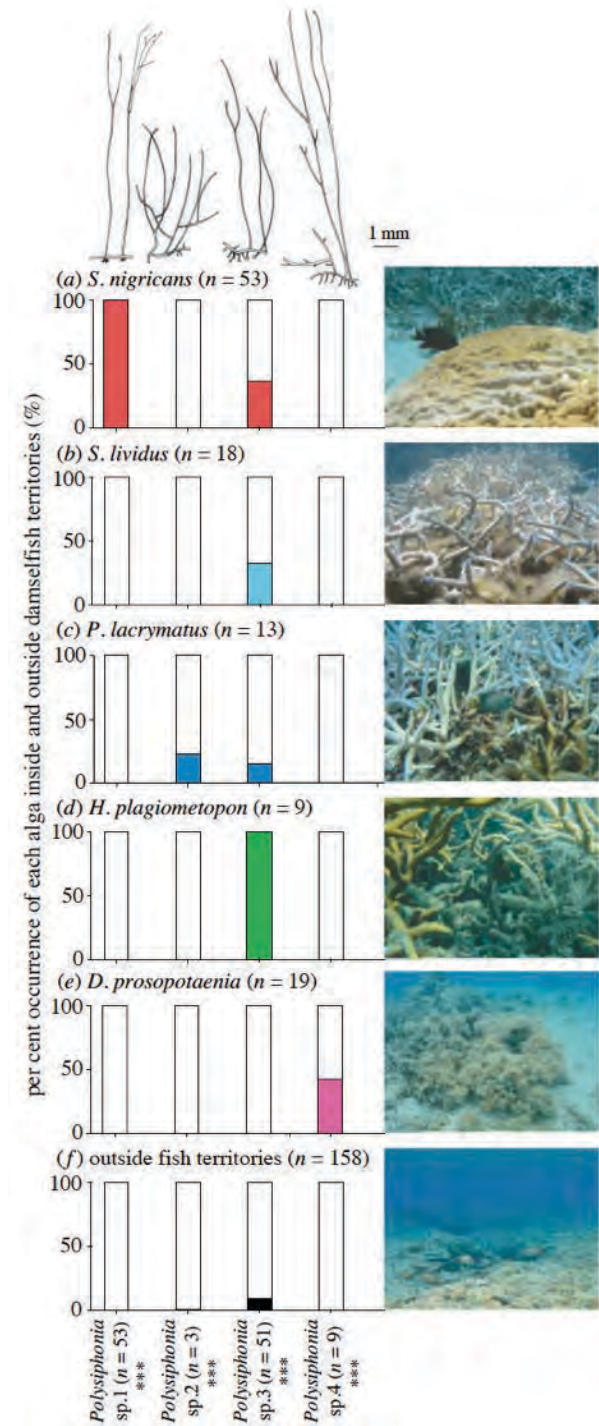 1 mm
(a) S. nigricans (n = 53)
100
50
0
(b) S. lividus (n = 18)
100
50
0
(c) P. lacrymatus (n = 13)
100
50
0
(d) H. plagiometopon (n = 9)
100
50
0
(e) D. prosopotaenia (n = 19)
100
50
0
(f) outside fish territories (n = 158)
100
50
0
per cent occurrence of each alga inside and outside damselfish territories (%)
Polysiphonia
sp.1 (n = 53)
***
Polysiphonia
sp.2 (n = 3)
***
Polysiphonia
sp.3 (n = 51)
***
Polysiphonia
sp.4 (n = 9)
***